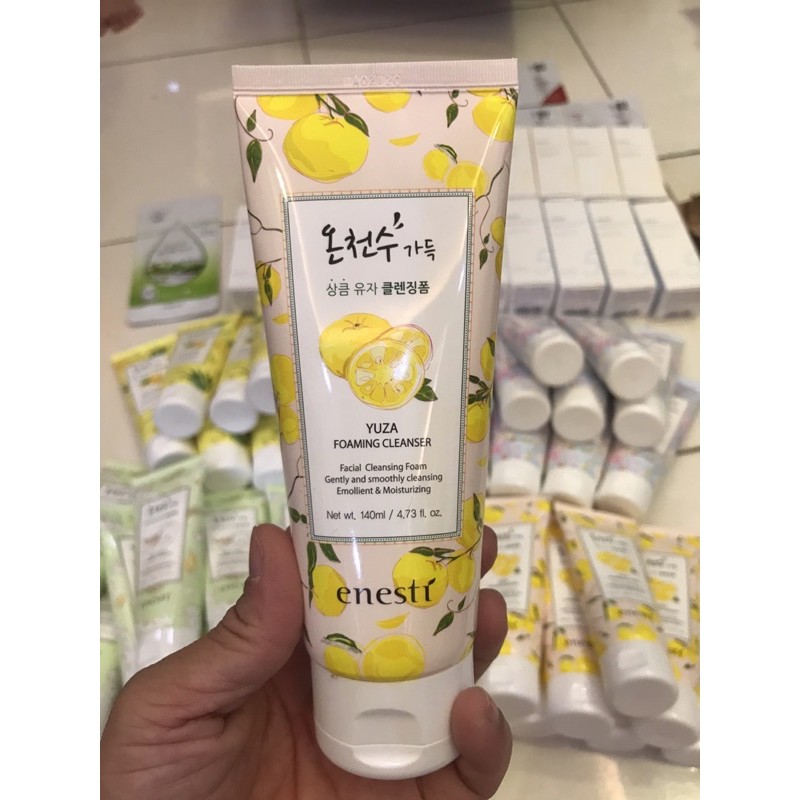 온천수 가득
상큼 유자 클렌징폼
YUZA
FOAMING CLEANSER
Facial Cleansing Foam
Gently and smoothly cleansing
Emollient & Moisturizing
Net wt. 140ml / 4.73 fl. oz.
enesti
enesti